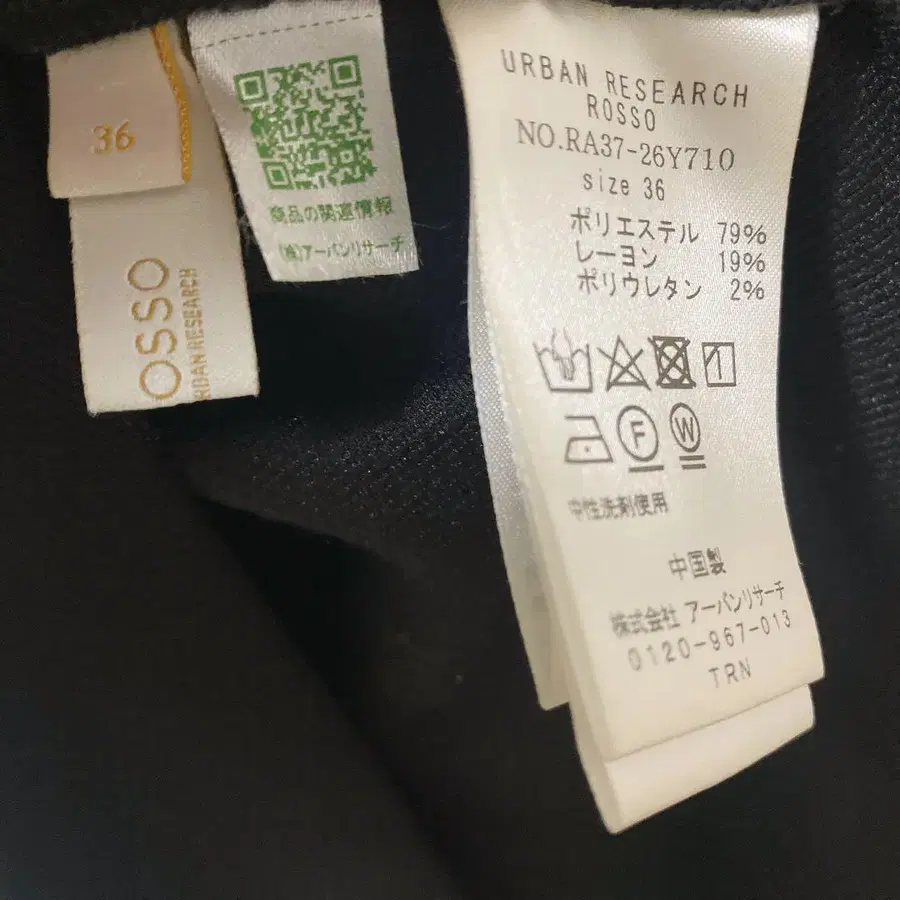 36
OSSO
RBAN RESEARCH
商品の関連情報
(株)アーバンリサーチ
URBAN RESEARCH
ROSSO
NO.RA37-26Y710
size 36
ポリエステル 79%
レーヨン 19%
ポリウレタン 2%
F W
中性洗剤使用
中国製
株式会社 アーバンリサーチ
0120-967-013
TRN